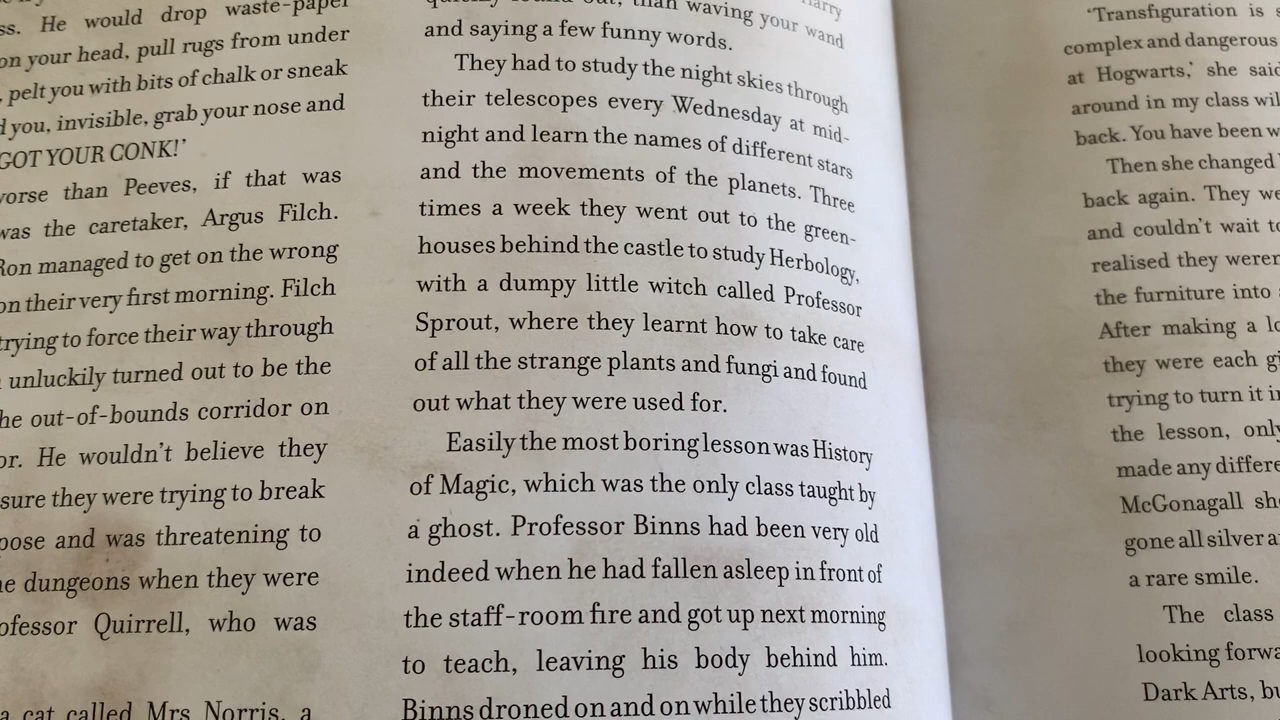 ss. He would drop waste-paper
on your head, pull rugs from under
, pelt you with bits of chalk or sneak
d you, invisible, grab your nose and
GOT YOUR CONK!’
worse than Peeves, if that was
was the caretaker, Argus Filch.
Ron managed to get on the wrong
on their very first morning. Filch
trying to force their way through
unluckily turned out to be the
he out-of-bounds corridor on
or. He wouldn’t believe they
sure they were trying to break
pose and was threatening to
he dungeons when they were
ofessor Quirrell, who was
a cat called Mrs Norris, a
Harry
out, than waving your wand
and saying a few funny words.
They had to study the night skies through
their telescopes every Wednesday at mid-
night and learn the names of different stars
and the movements of the planets. Three
times a week they went out to the green-
houses behind the castle to study Herbology,
with a dumpy little witch called Professor
Sprout, where they learnt how to take care
of all the strange plants and fungi and found
out what they were used for.
Easily the most boring lesson was History
of Magic, which was the only class taught by
a ghost. Professor Binns had been very old
indeed when he had fallen asleep in front of
the staff-room fire and got up next morning
to teach, leaving his body behind him.
Binns droned on and on while they scribbled
‘Transfiguration is s
complex and dangerous
at Hogwarts,’ she said
around in my class wil
back. You have been w
Then she changed
back again. They we
and couldn’t wait to
realised they weren
the furniture into
After making a lo
they were each gi
trying to turn it in
the lesson, only
made any differe
McGonagall sh
gone all silver a
a rare smile.
The class
looking forwa
Dark Arts, bu